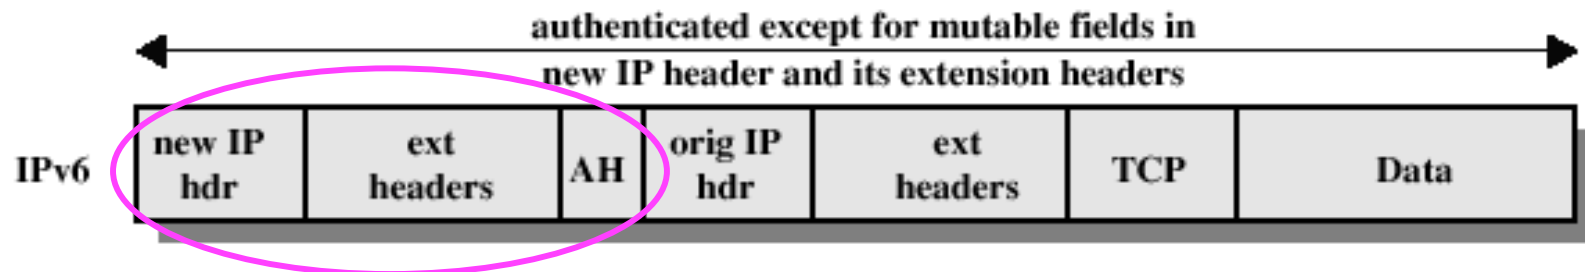 authenticated except for mutable fields in
new IP header and its extension headers
IPv6
new IP
hdr
ext
headers
AH
orig IP
hdr
ext
headers
TCP
Data